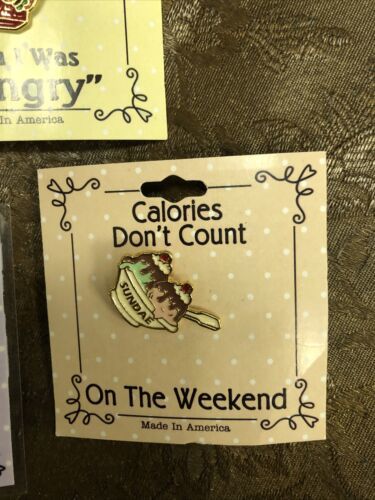 I Was
ngry”
In America
Calories
Don't Count
SUNDAE
On The Weekend
Made In America